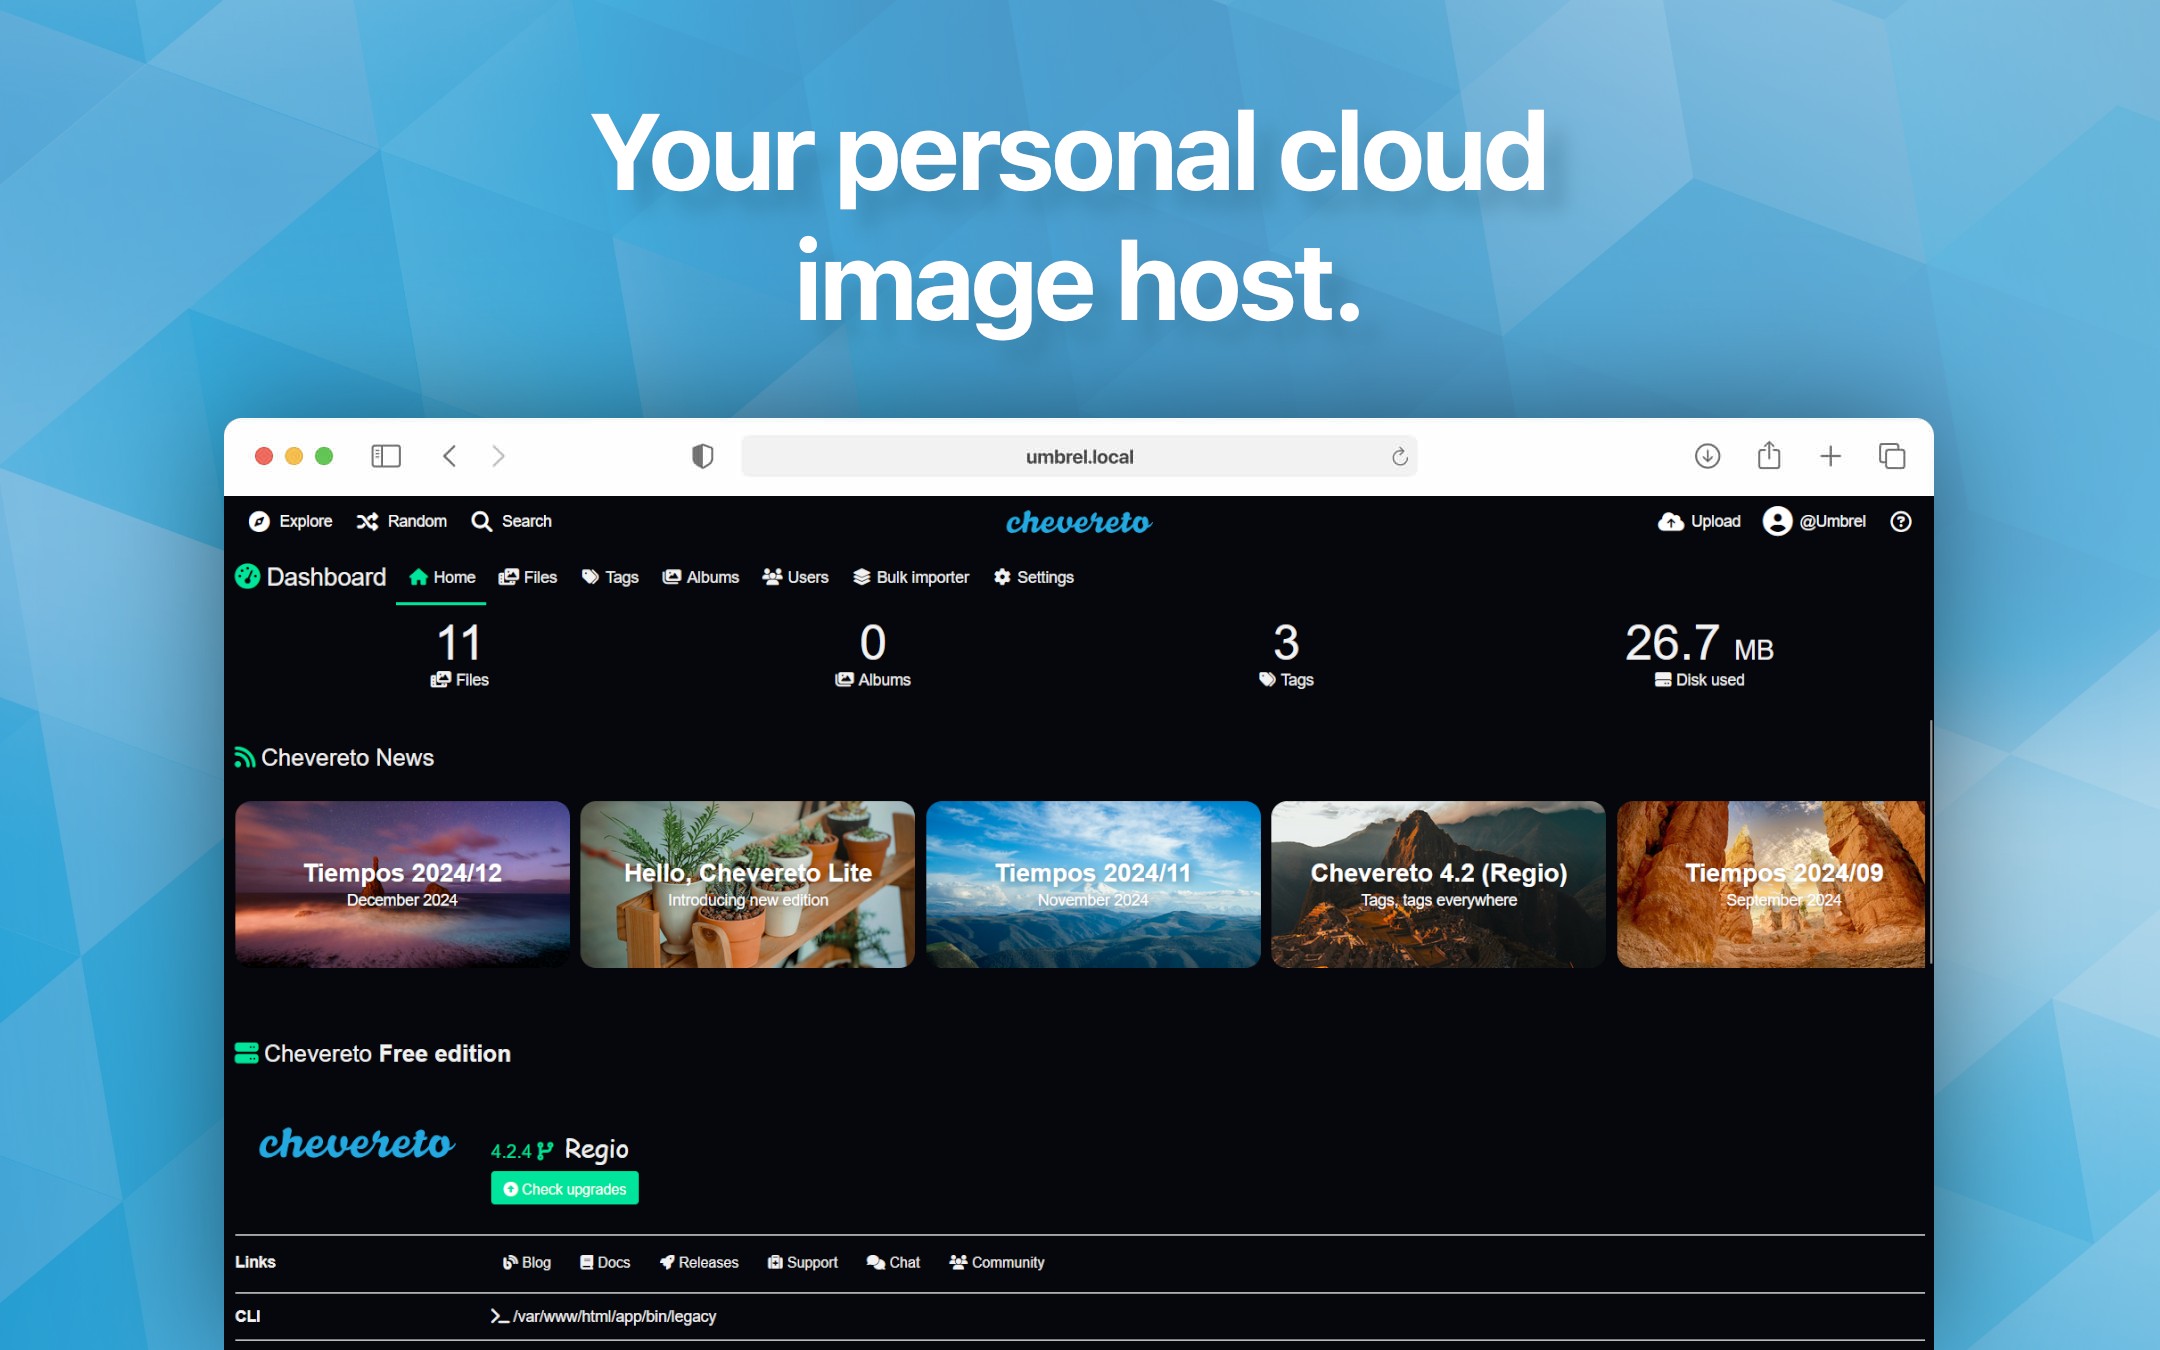 Your personal cloud
image host.
umbrel.local
Explore Random Search chevereto Upload @Umbrel
Dashboard Home Files Tags Albums Users Bulk importer Settings
11 0 3 26.7 MB
Files Albums Tags Disk used
Chevereto News
Tiempos 2024/12
December 2024
Hello, Chevereto Lite
Introducing new edition
Tiempos 2024/11
November 2024
Chevereto 4.2 (Regio)
Tags, tags everywhere
Tiempos 2024/09
September 2024
Chevereto Free edition
chevereto 4.2.4 Regio
Check upgrades
Links Blog Docs Releases Support Chat Community
CLI /var/www/html/app/bin/legacy